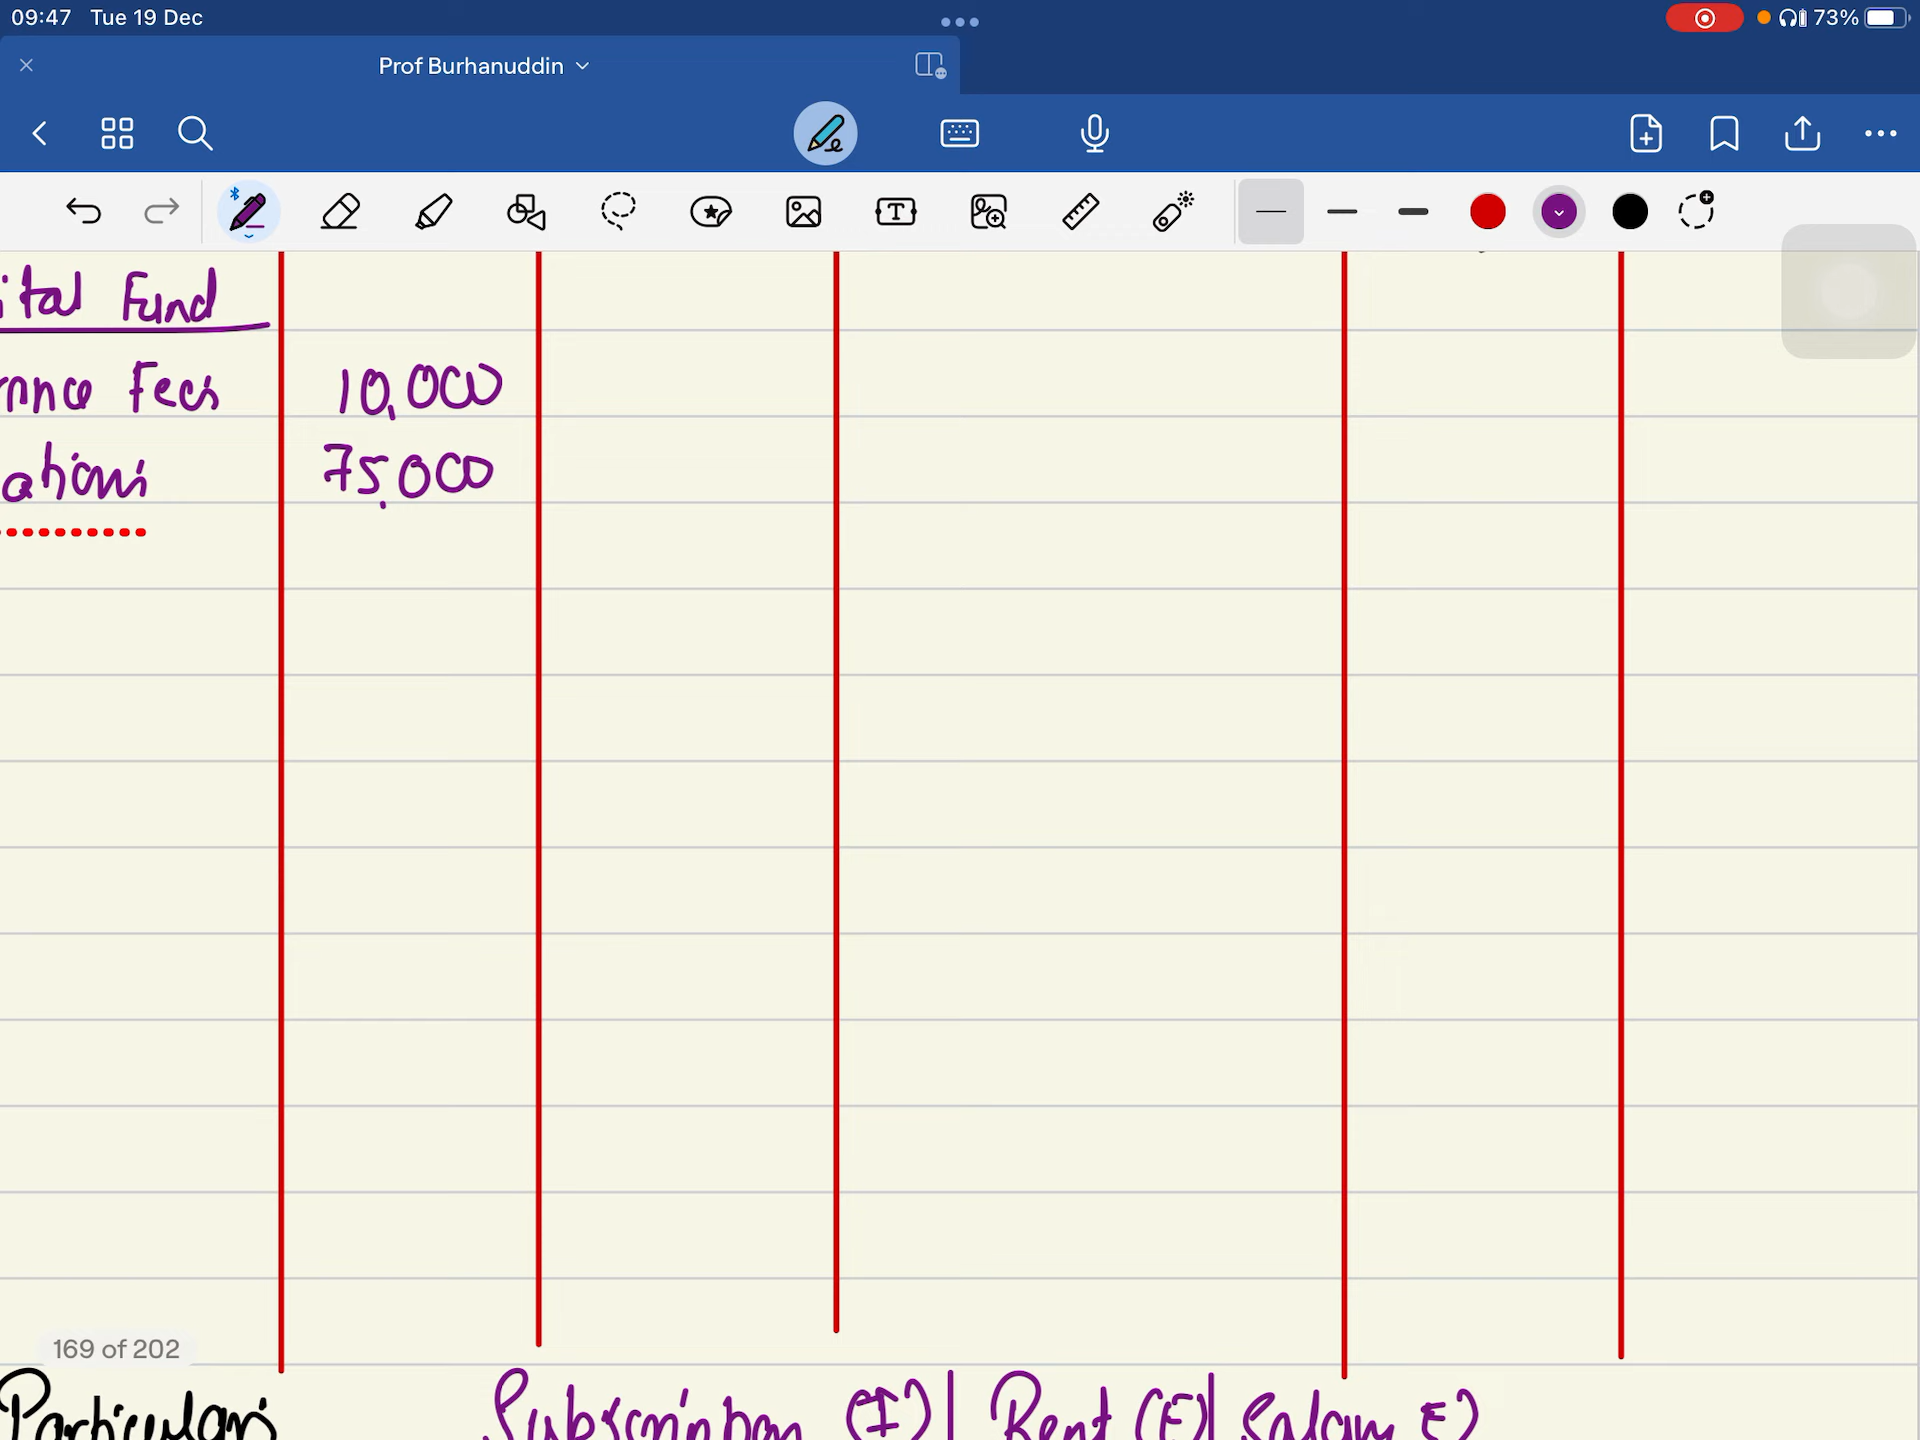 09:47 Tue 19 Dec 73%
Prof Burhanuddin
ital Fund
rance Fees 10,000
ations 75,000
169 of 202
Particulars Subscription (I) | Rent (E) | Salary E)